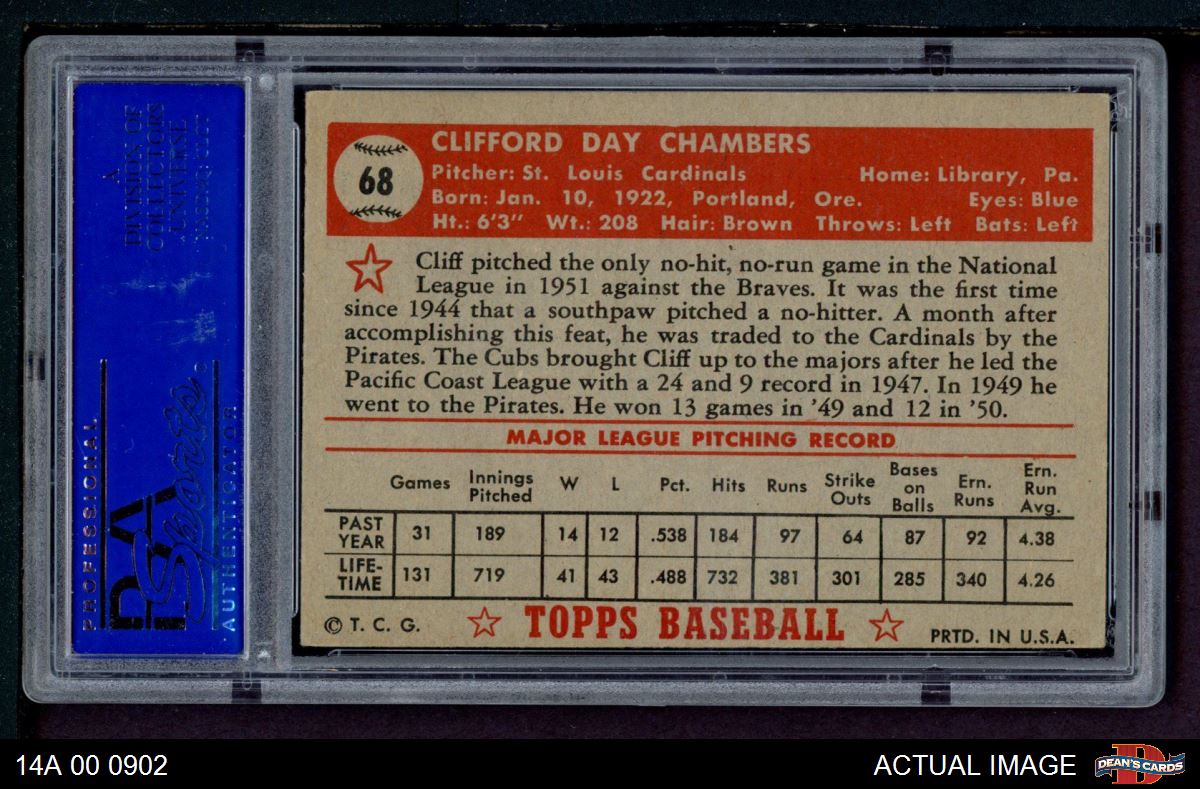 A
DIVISION OF
COLLECTORS
UNIVERSE
NASDAQ: CLCT
PROFESSIONAL
PSA
Sports
AUTHENTICATOR
68
CLIFFORD DAY CHAMBERS
Pitcher: St. Louis Cardinals Home: Library, Pa.
Born: Jan. 10, 1922, Portland, Ore. Eyes: Blue
Ht.: 6'3" Wt.: 208 Hair: Brown Throws: Left Bats: Left
Cliff pitched the only no-hit, no-run game in the National
League in 1951 against the Braves. It was the first time
since 1944 that a southpaw pitched a no-hitter. A month after
accomplishing this feat, he was traded to the Cardinals by the
Pirates. The Cubs brought Cliff up to the majors after he led the
Pacific Coast League with a 24 and 9 record in 1947. In 1949 he
went to the Pirates. He won 13 games in '49 and 12 in '50.
MAJOR LEAGUE PITCHING RECORD
Games Innings Pitched W L Pct. Hits Runs Strike Outs Bases on Balls Ern. Runs Ern. Run Avg.
PAST YEAR 31 189 14 12 .538 184 97 64 87 92 4.38
LIFE-TIME 131 719 41 43 .488 732 381 301 285 340 4.26
© T. C. G. TOPPS BASEBALL PRTD. IN U.S.A.
14A 00 0902 ACTUAL IMAGE D DEAN'S CARDS